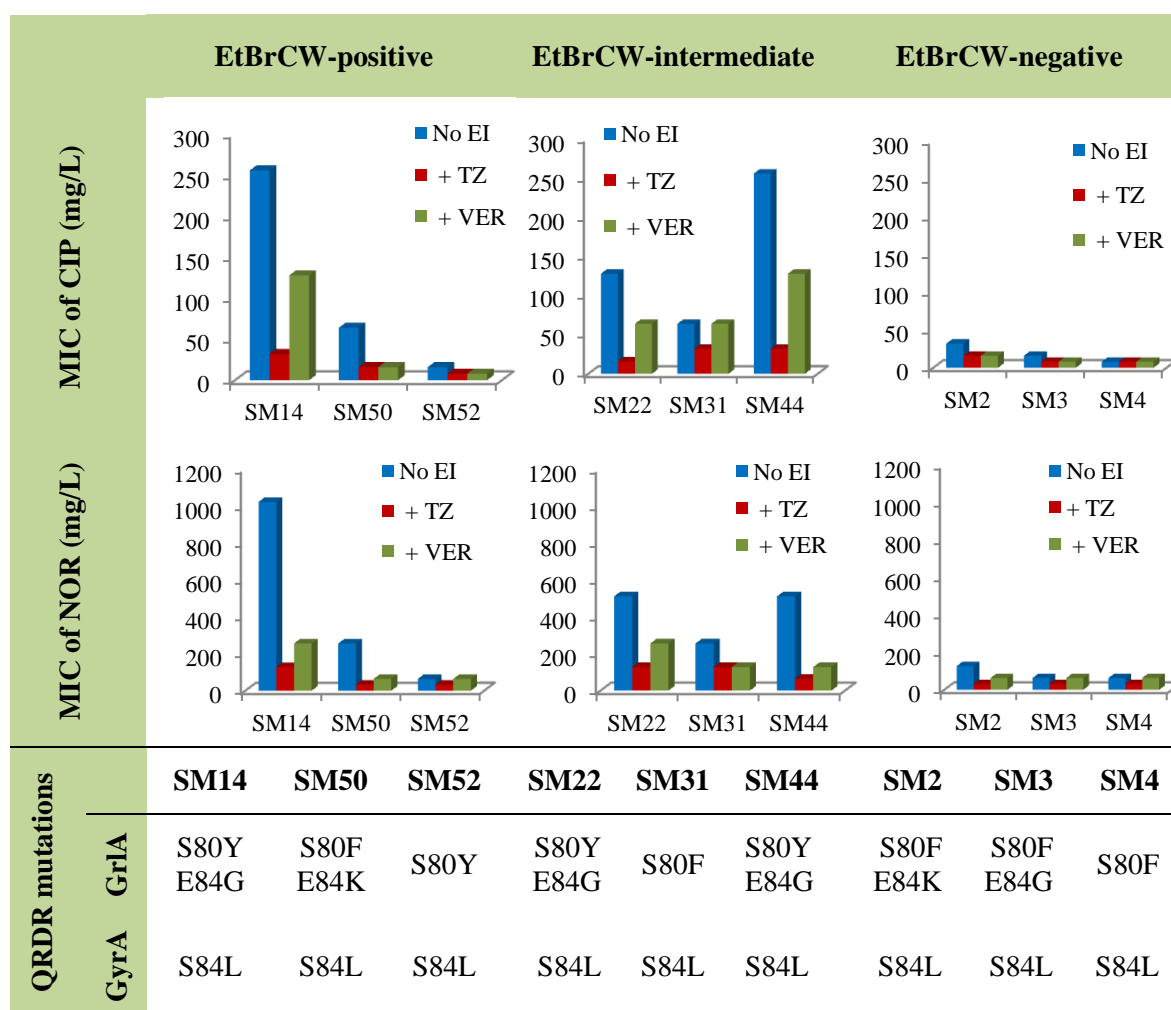 EtBrCW-positive EtBrCW-intermediate EtBrCW-negative
MIC of CIP (mg/L)
300
250
200
150
100
50
0
No EI
+ TZ
+ VER
SM14 SM50 SM52
300
250
200
150
100
50
0
No EI
+ TZ
+ VER
SM22 SM31 SM44
300
250
200
150
100
50
0
No EI
+ TZ
+ VER
SM2 SM3 SM4
MIC of NOR (mg/L)
1200
1000
800
600
400
200
0
No EI
+ TZ
+ VER
SM14 SM50 SM52
1200
1000
800
600
400
200
0
No EI
+ TZ
+ VER
SM22 SM31 SM44
1200
1000
800
600
400
200
0
No EI
+ TZ
+ VER
SM2 SM3 SM4
QRDR mutations
SM14 SM50 SM52 SM22 SM31 SM44 SM2 SM3 SM4
GrlA
S80Y S80F S80Y S80Y S80F S80Y S80F S80F S80F
E84G E84K E84G E84G E84K E84G
GyrA
S84L S84L S84L S84L S84L S84L S84L S84L S84L